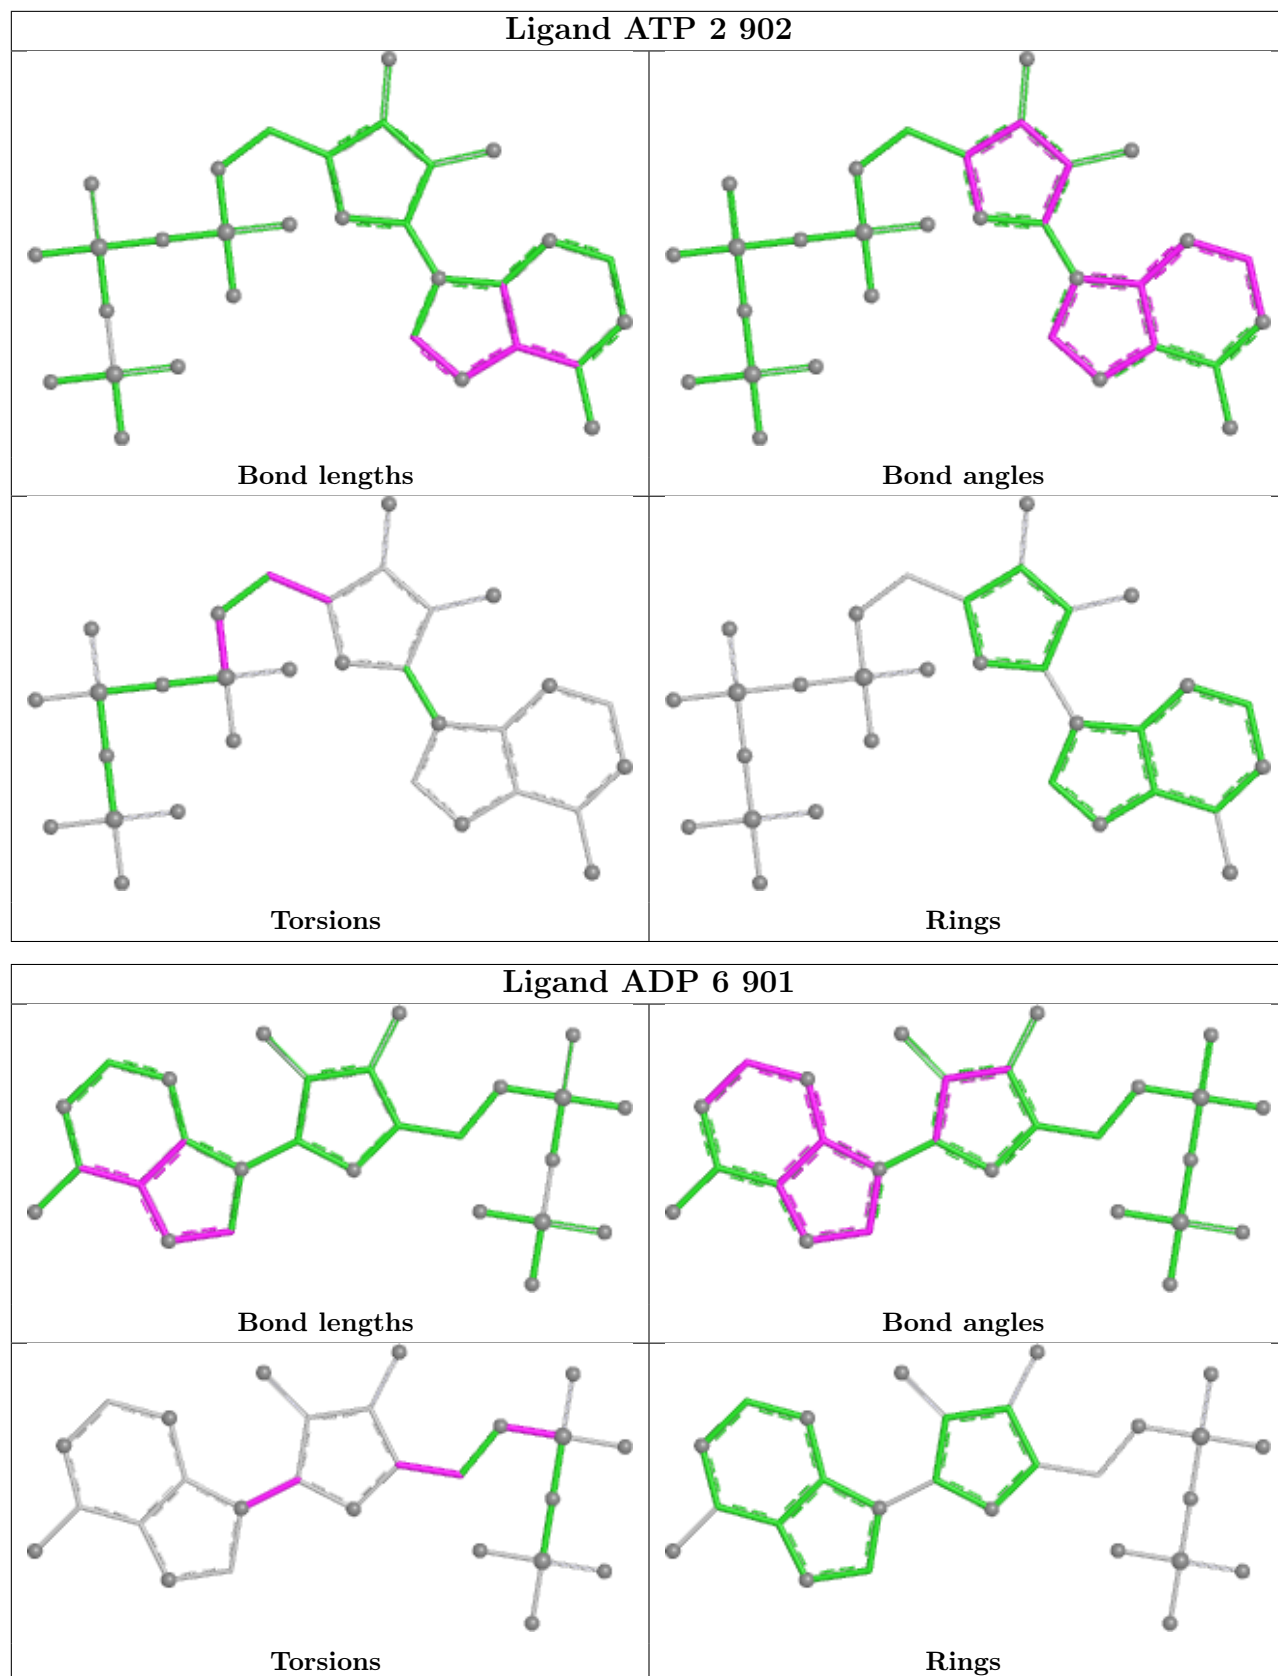 Ligand ATP 2 902
Bond lengths
Bond angles
Torsions
Rings
Ligand ADP 6 901
Bond lengths
Bond angles
Torsions
Rings